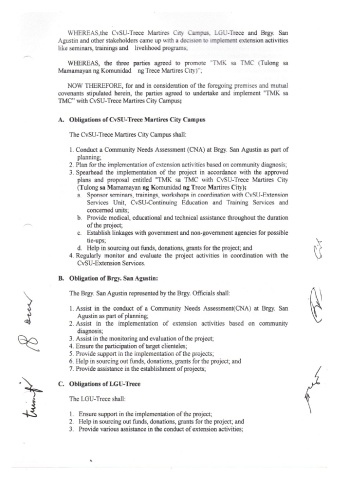 WHEREAS,the CvSU-Trece Martires City Campus, LGU-Trece and Brgy. San
Agustin and other stakeholders came up with a decision to implement extension activities
like seminars, trainings and livelihood programs;
WHEREAS, the three parties agreed to promote "TMK sa TMC (Tulong sa
Mamamayan ng Komunidad ng Trece Martires City)";
NOW THEREFORE, for and in consideration of the foregoing premises and mutual
covenants stipulated herein, the parties agreed to undertake and implement "TMK sa
TMC" with CvSU-Trece Martires City Campus;
A. Obligations of CvSU-Trece Martires City Campus
The CvSU-Trece Martires City Campus shall:
1. Conduct a Community Needs Assessment (CNA) at Brgy. San Agustin as part of
planning;
2. Plan for the implementation of extension activities based on community diagnosis;
3. Spearhead the implementation of the project in accordance with the approved
plans and proposal entitled "TMK sa TMC with CvSU-Trece Martires City
(Tulong sa Mamamayan ng Komunidad ng Trece Martires City);
a. Sponsor seminars, trainings, workshops in coordination with CvSU-Extension
Services Unit, CvSU-Continuing Education and Training Services and
concerned units;
b. Provide medical, educational and technical assistance throughout the duration
of the project;
c. Establish linkages with government and non-government agencies for possible
tie-ups;
d. Help in sourcing out funds, donations, grants for the project; and
4. Regularly monitor and evaluate the project activities in coordination with the
CvSU-Extension Services.
B. Obligation of Brgy. San Agustin:
The Brgy. San Agustin represented by the Brgy. Officials shall:
1. Assist in the conduct of a Community Needs Assessment(CNA) at Brgy. San
Agustin as part of planning;
2. Assist in the implementation of extension activities based on community
diagnosis;
3. Assist in the monitoring and evaluation of the project;
4. Ensure the participation of target clienteles;
5. Provide support in the implementation of the projects;
6. Help in sourcing out funds, donations, grants for the project; and
7. Provide assistance in the establishment of projects;
C. Obligations of LGU-Trece
The LGU-Trece shall:
1. Ensure support in the implementation of the project;
2. Help in sourcing out funds, donations, grants for the project; and
3. Provide various assistance in the conduct of extension activities;